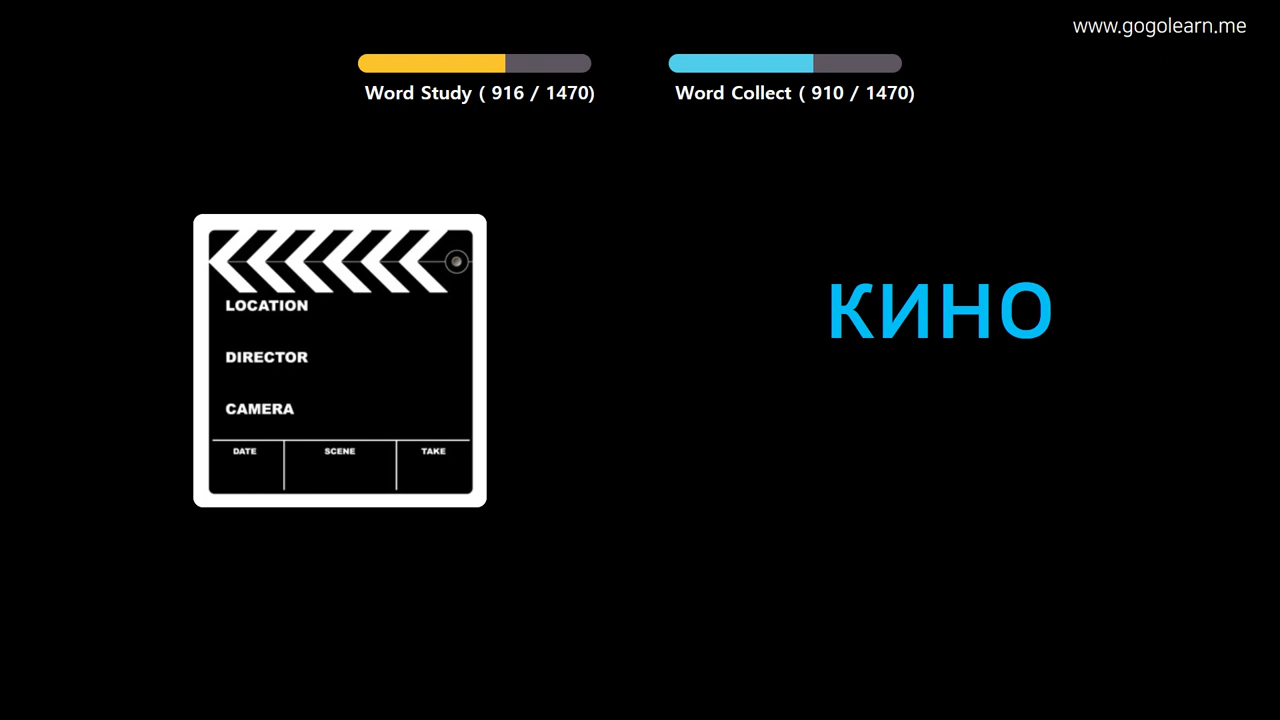 www.gogolearn.me
Word Study ( 916 / 1470)
Word Collect ( 910 / 1470)
LOCATION
DIRECTOR
CAMERA
DATE
SCENE
TAKE
кино